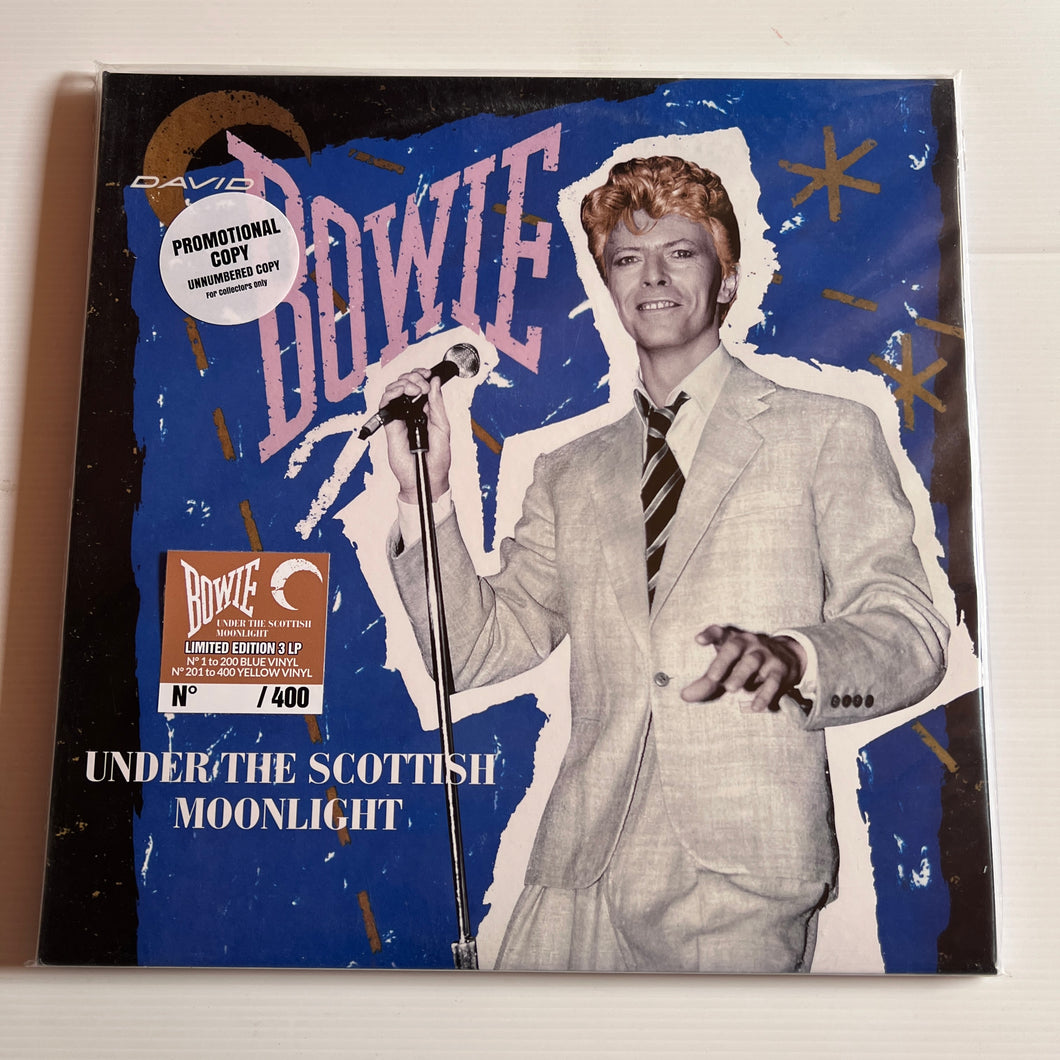 DAVID
BOWIE
PROMOTIONAL
COPY
UNNUMBERED COPY
For collectors only
BOWIE
UNDER THE SCOTTISH
MOONLIGHT
LIMITED EDITION 3 LP
N° 1 to 200 BLUE VINYL
N° 201 to 400 YELLOW VINYL
N° / 400
UNDER THE SCOTTISH
MOONLIGHT